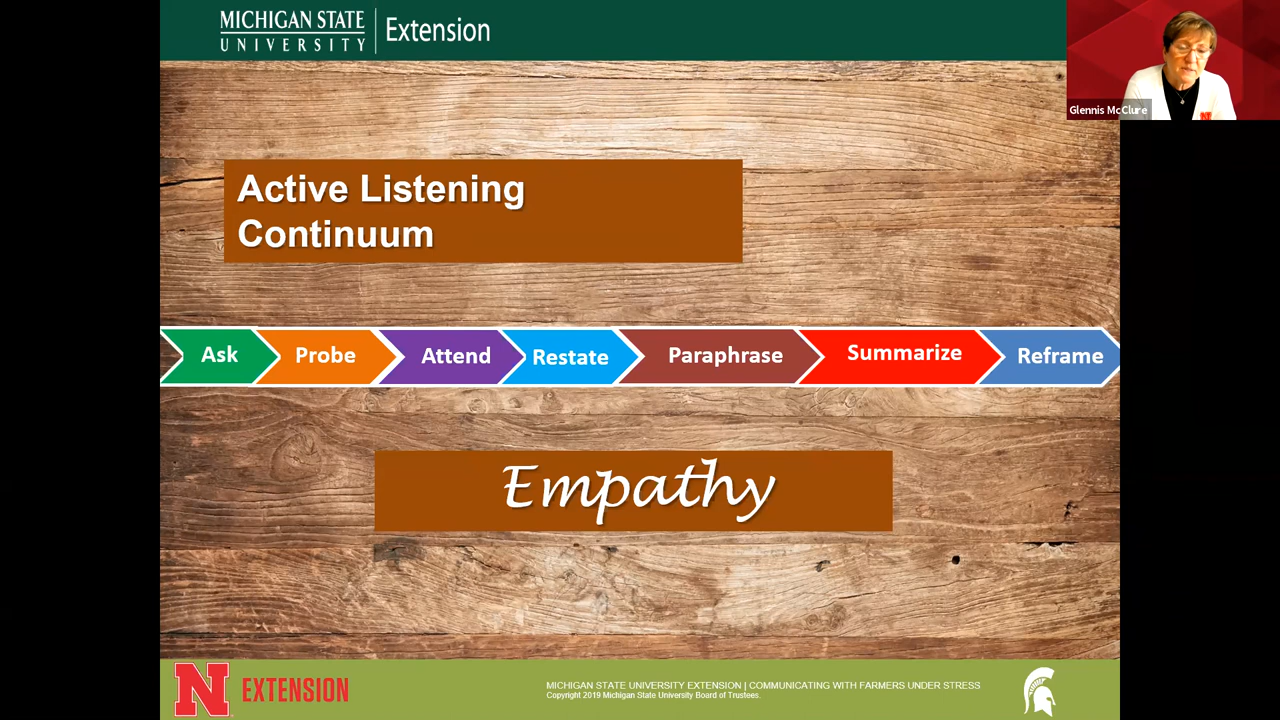 MICHIGAN STATE
UNIVERSITY
Extension
Glennis McClure
Active Listening
Continuum
Ask
Probe
Attend
Restate
Paraphrase
Summarize
Reframe
Empathy
N EXTENSION
MICHIGAN STATE UNIVERSITY EXTENSION | COMMUNICATING WITH FARMERS UNDER STRESS
Copyright 2019 Michigan State University Board of Trustees.